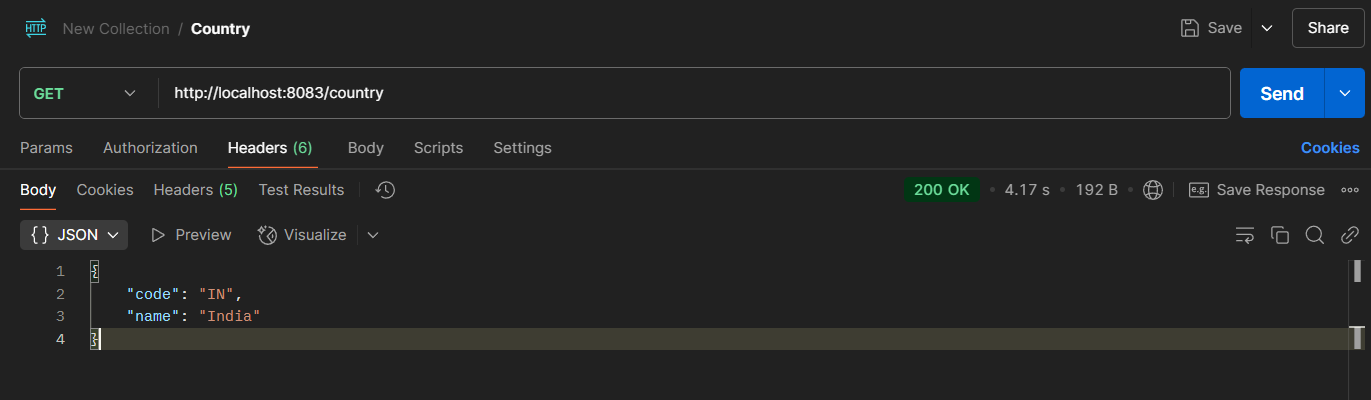 HTTP New Collection / Country Save Share
GET http://localhost:8083/country Send
Params Authorization Headers (6) Body Scripts Settings Cookies
Body Cookies Headers (5) Test Results 200 OK • 4.17 s • 192 B • e.g. Save Response
{} JSON Preview Visualize
1 {
2 "code": "IN",
3 "name": "India"
4 }